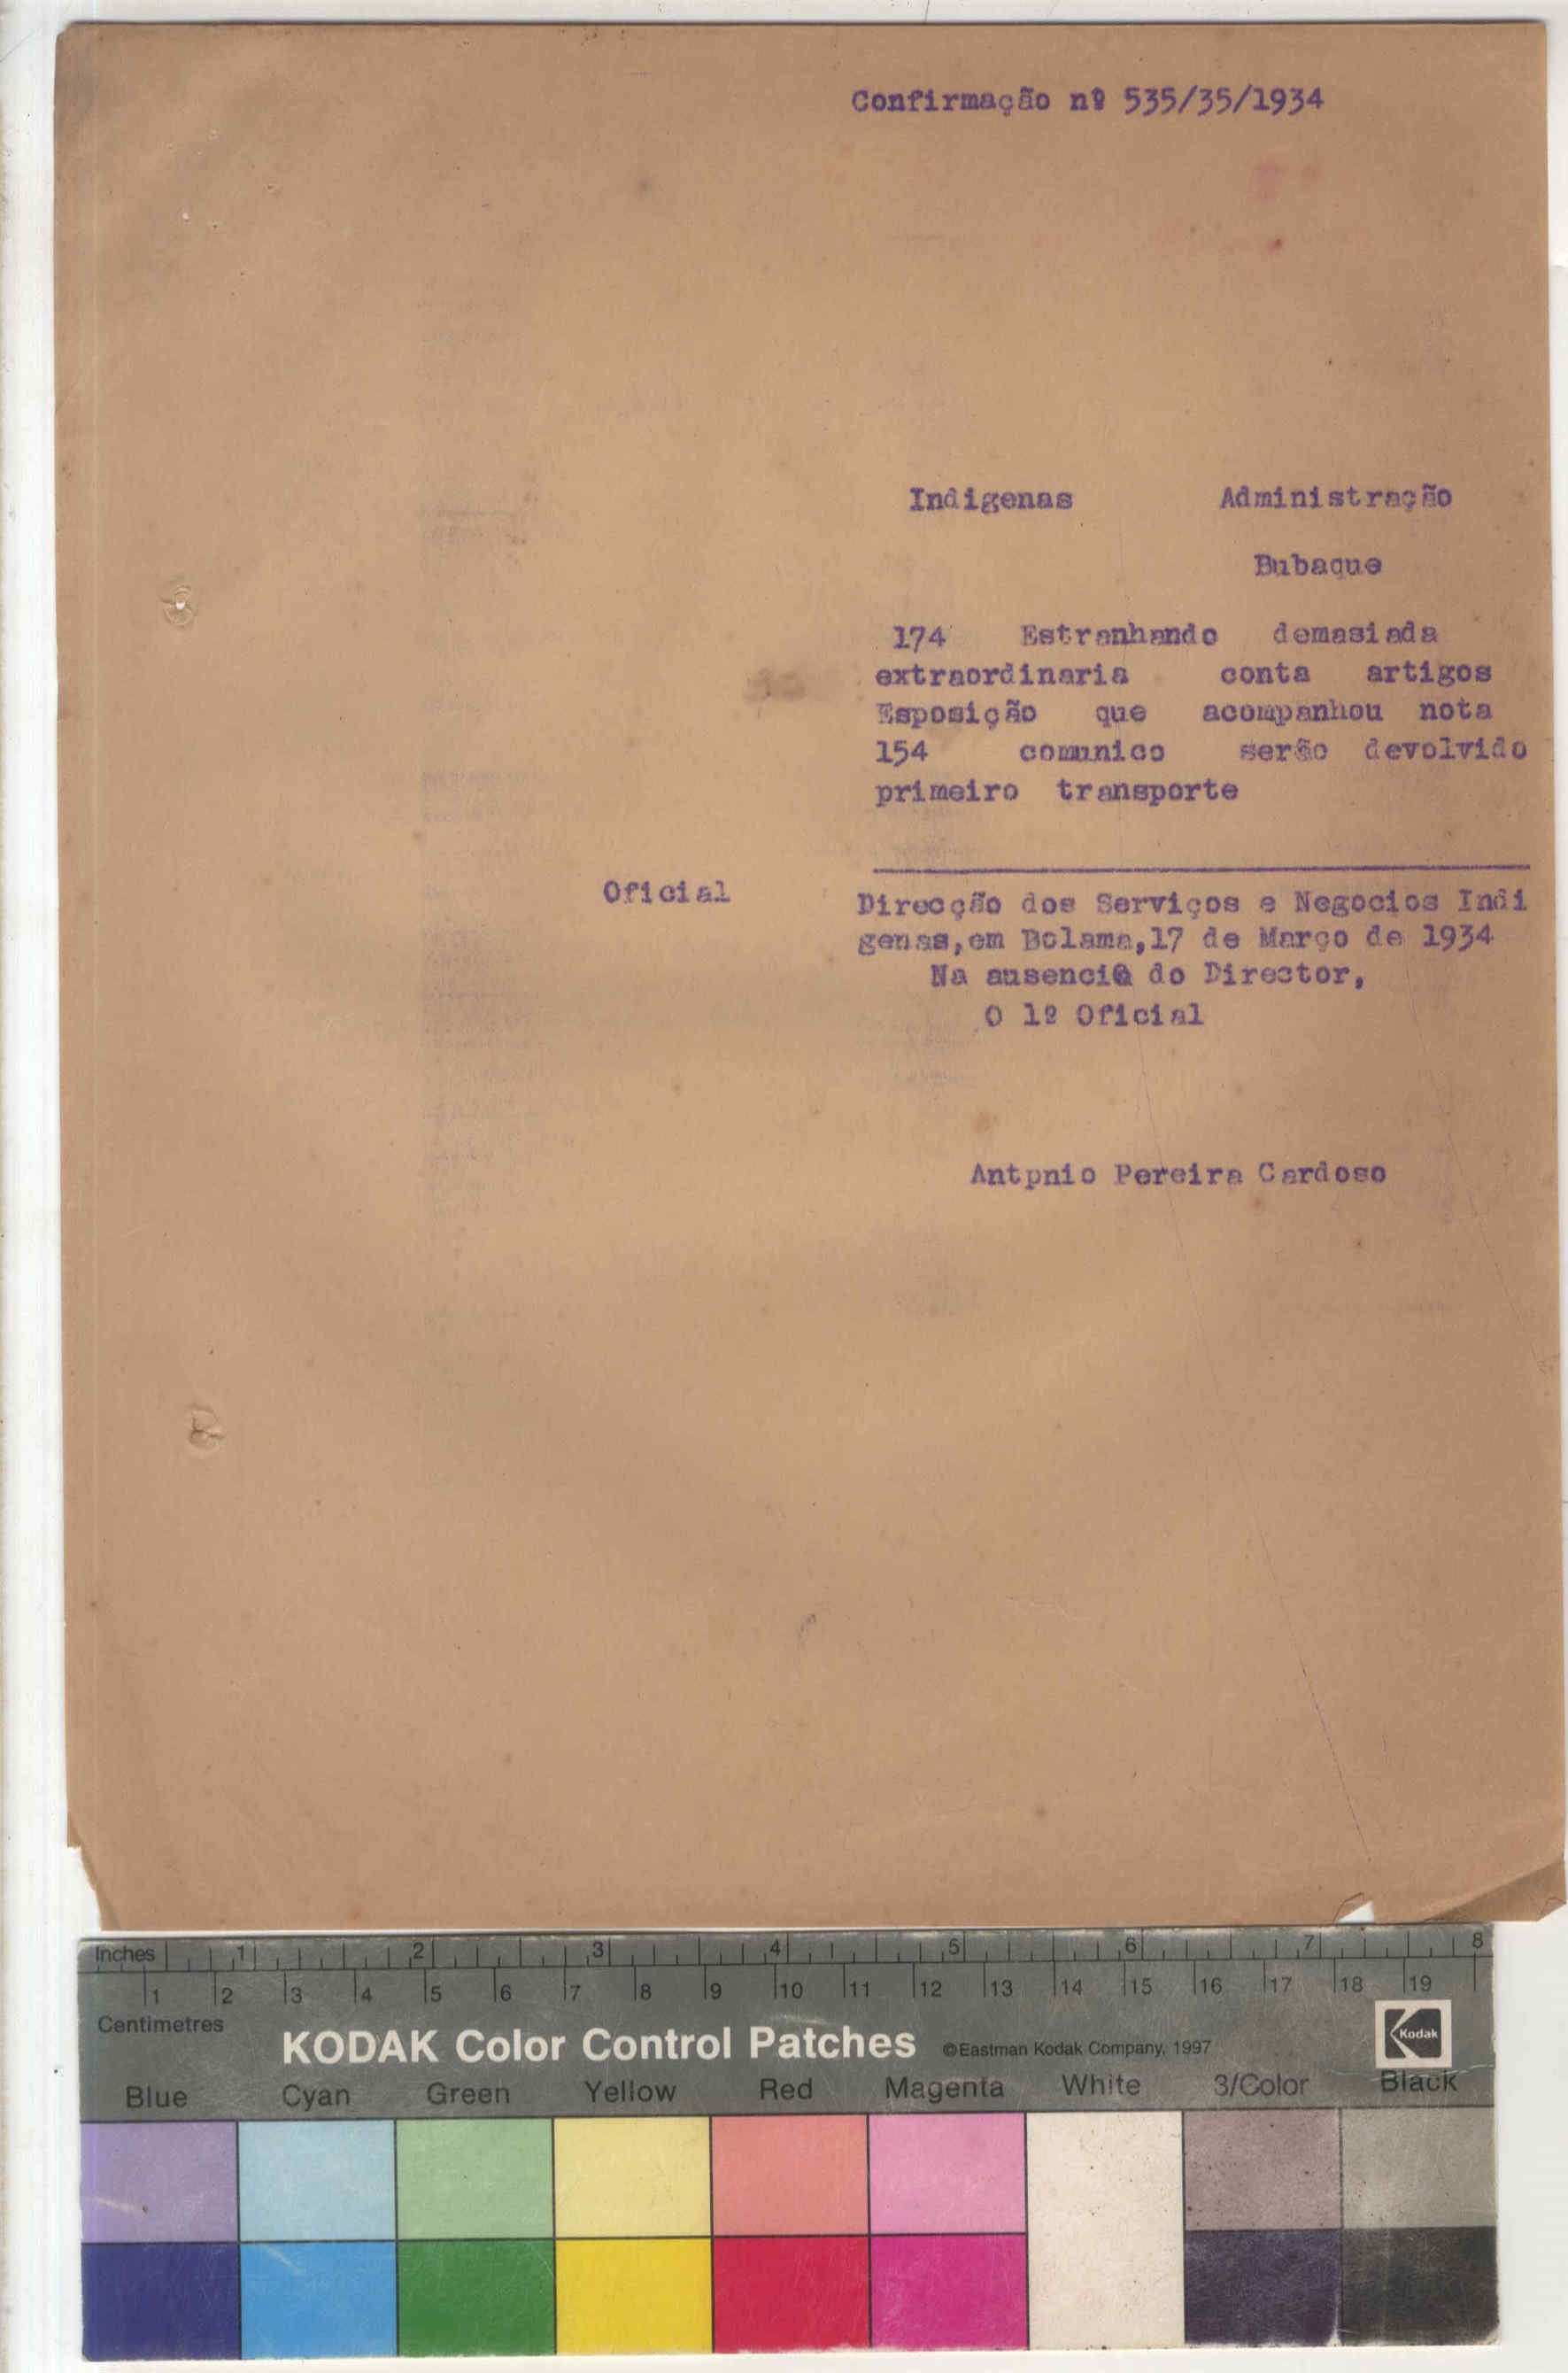 Confirmação nº 535/35/1934
Indigenas Administração
Bubaque
174 Estranhando demasiada
extraordinaria conta artigos
Esposição que acompanhou nota
154 comunico serão devolvido
primeiro transporte
Oficial
Direcção dos Serviços e Negocios Indi
genas,em Bolama,17 de Março de 1934
Na ausencia do Director,
O 1º Oficial
Antpnio Pereira Cardoso
Inches 1 2 3 4 5 6 7 8
1 2 3 4 5 6 7 8 9 10 11 12 13 14 15 16 17 18 19
Centimetres
KODAK Color Control Patches ©Eastman Kodak Company, 1997 Kodak
Blue Cyan Green Yellow Red Magenta White 3/Color Black